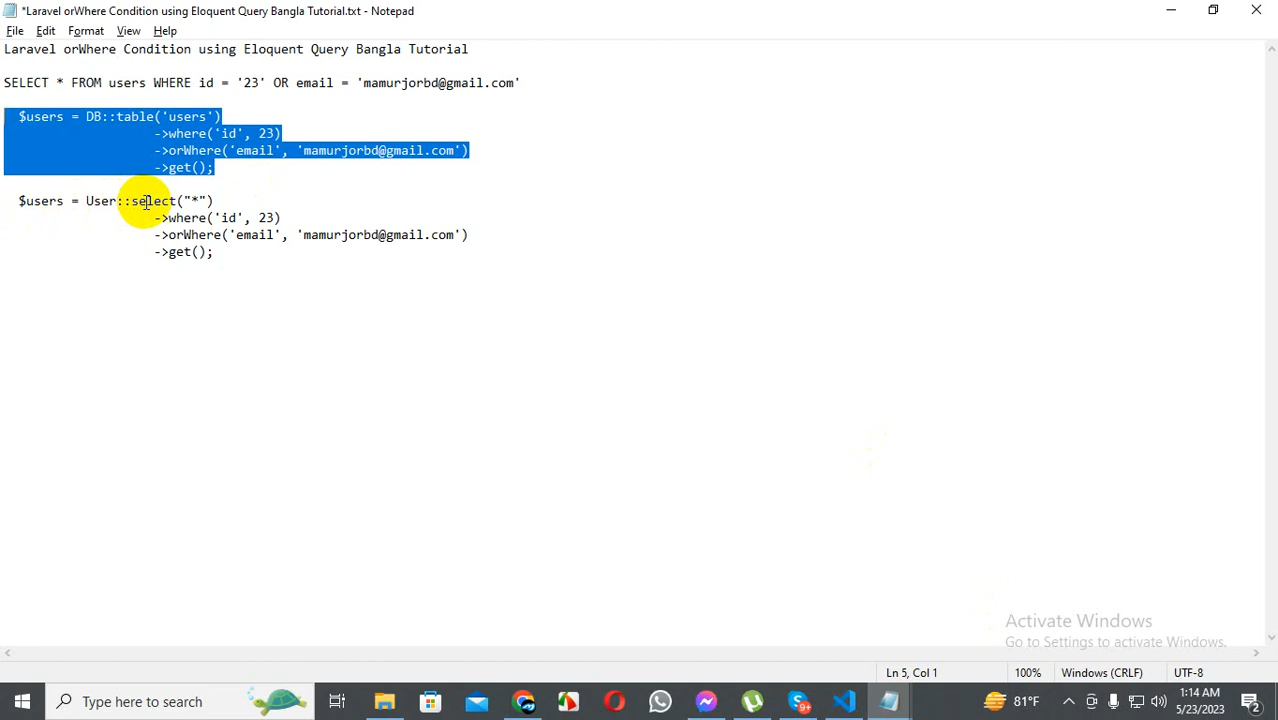 *Laravel orWhere Condition using Eloquent Query Bangla Tutorial.txt - Notepad
File Edit Format View Help
Laravel orWhere Condition using Eloquent Query Bangla Tutorial
SELECT * FROM users WHERE id = '23' OR email = 'mamurjorbd@gmail.com'
$users = DB::table('users')
->where('id', 23)
->orWhere('email', 'mamurjorbd@gmail.com')
->get();
$users = User::select("*")
->where('id', 23)
->orWhere('email', 'mamurjorbd@gmail.com')
->get();
Activate Windows
Go to Settings to activate Windows.
Ln 5, Col 1 100% Windows (CRLF) UTF-8
Type here to search 9+ 81°F 1:14 AM
5/23/2023 2